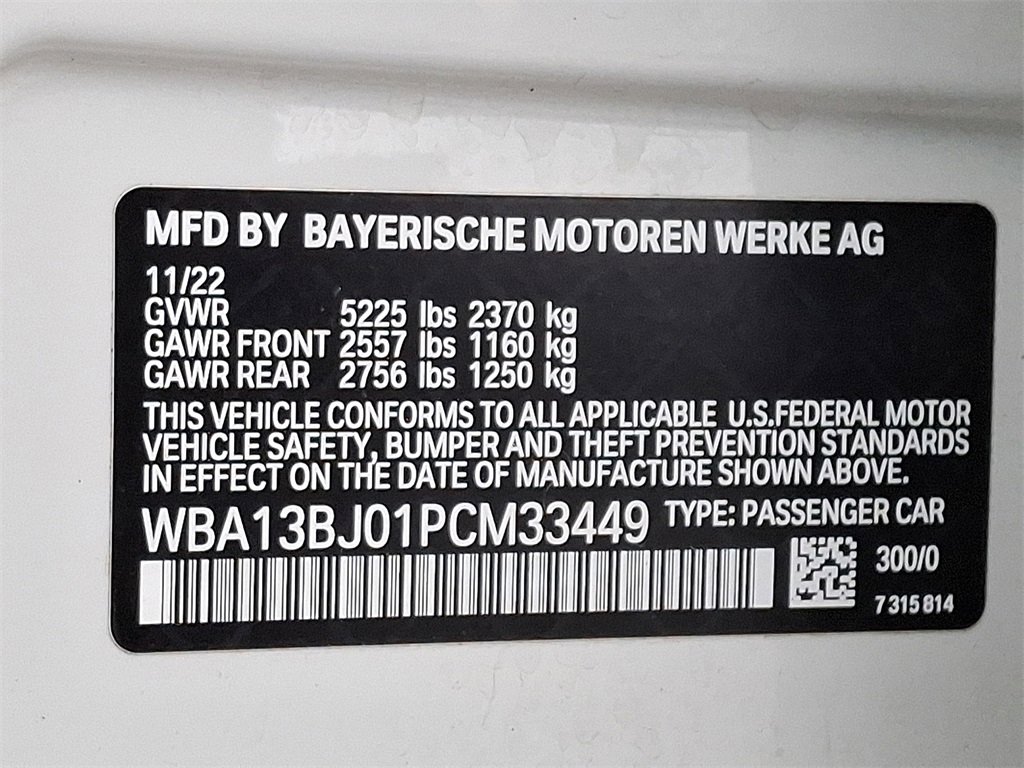 MFD BY BAYERISCHE MOTOREN WERKE AG
11/22
GVWR 5225 lbs 2370 kg
GAWR FRONT 2557 lbs 1160 kg
GAWR REAR 2756 lbs 1250 kg
THIS VEHICLE CONFORMS TO ALL APPLICABLE U.S.FEDERAL MOTOR
VEHICLE SAFETY, BUMPER AND THEFT PREVENTION STANDARDS
IN EFFECT ON THE DATE OF MANUFACTURE SHOWN ABOVE.
WBA13BJ01PCM33449 TYPE: PASSENGER CAR
300/0
7 315 814